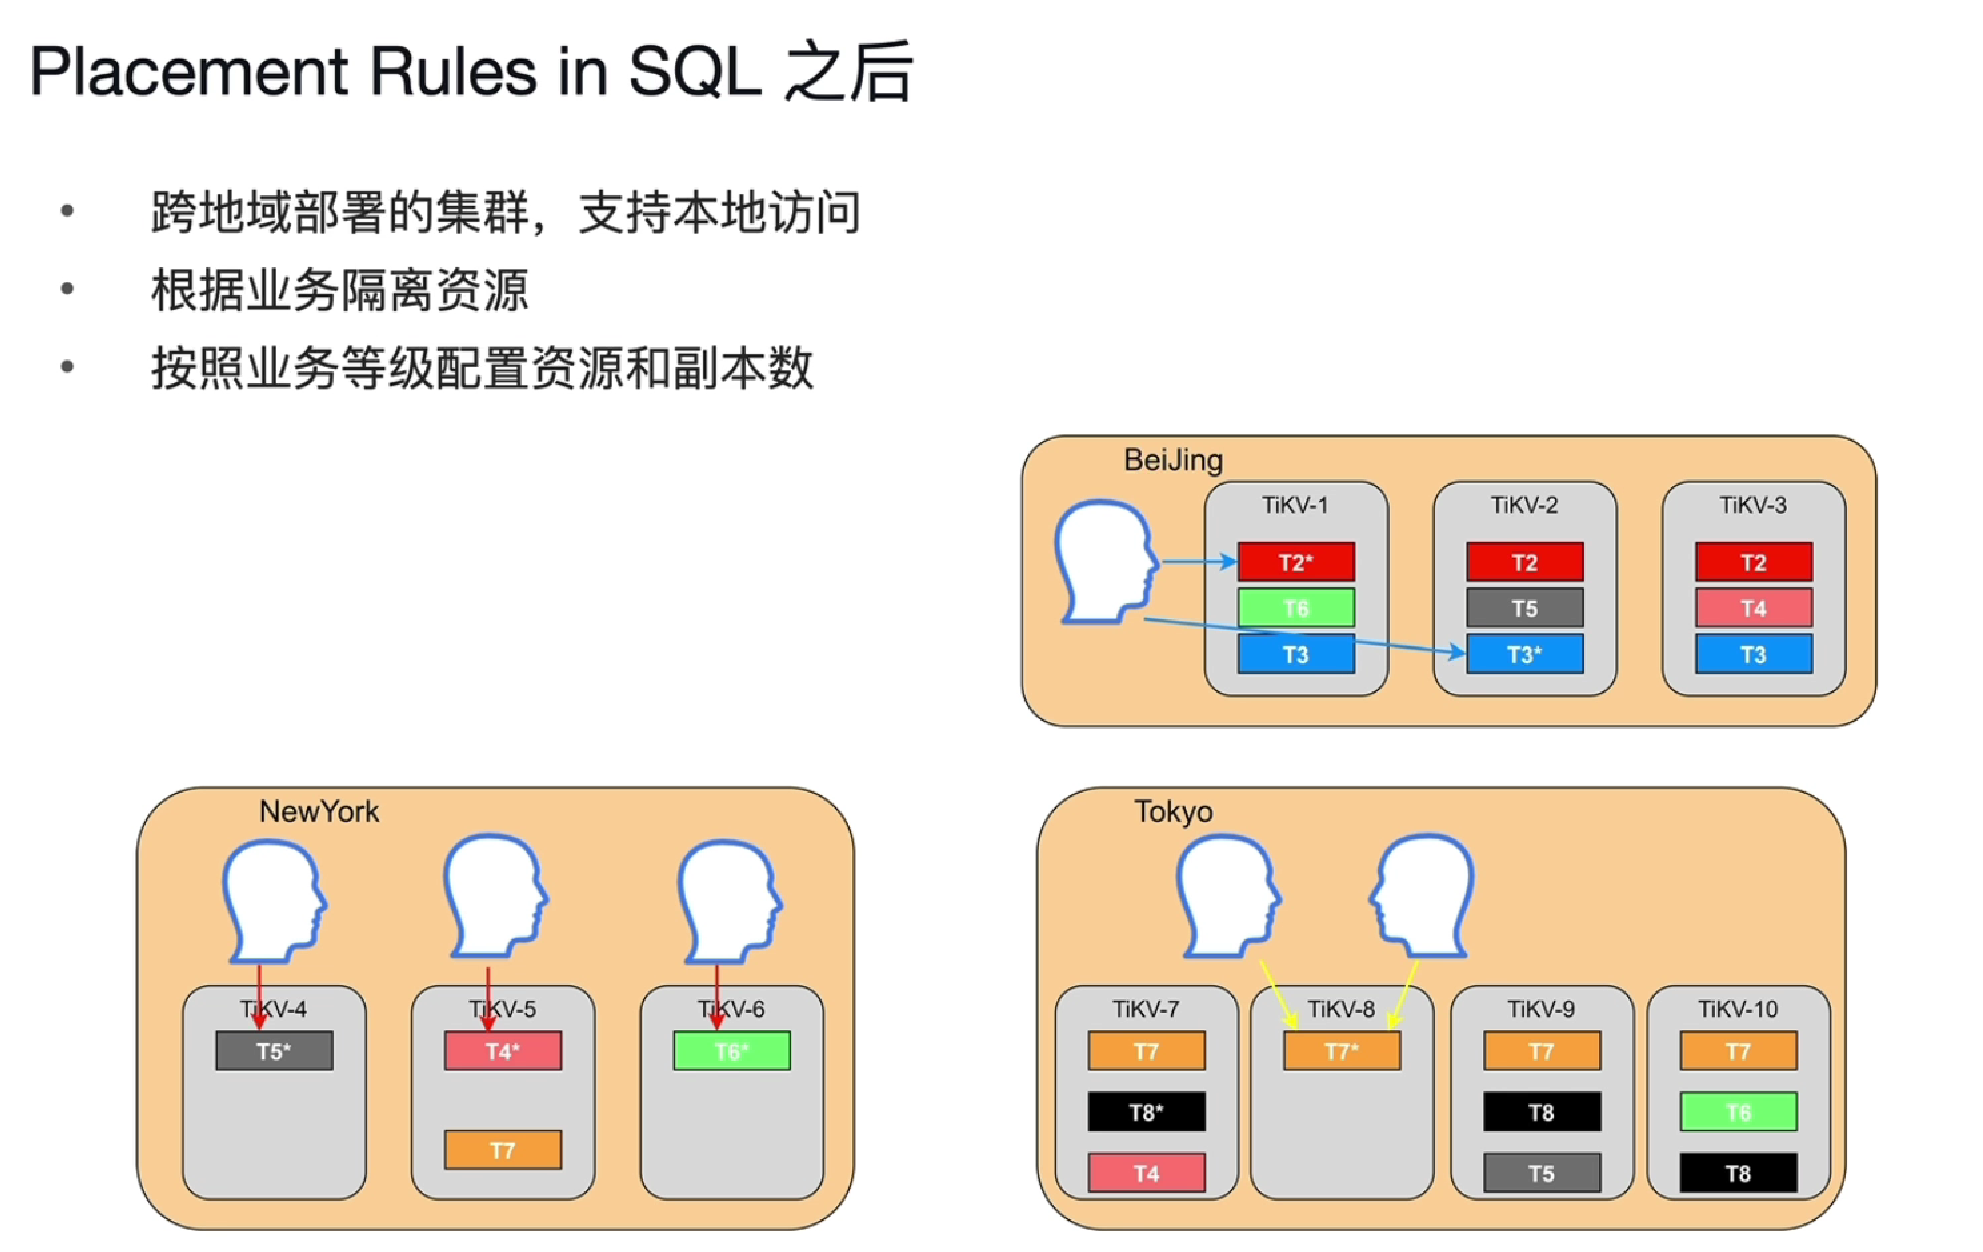 Placement Rules in SQL 之后
• 跨地域部署的集群，支持本地访问
• 根据业务隔离资源
• 按照业务等级配置资源和副本数
BeiJing
TiKV-1 TiKV-2 TiKV-3
T2* T2 T2
T6 T5 T4
T3 T3* T3
NewYork
TiKV-4 TiKV-5 TiKV-6
T5* T4* T6*
T7
Tokyo
TiKV-7 TiKV-8 TiKV-9 TiKV-10
T7 T7* T7 T7
T8* T8 T6
T4 T5 T8